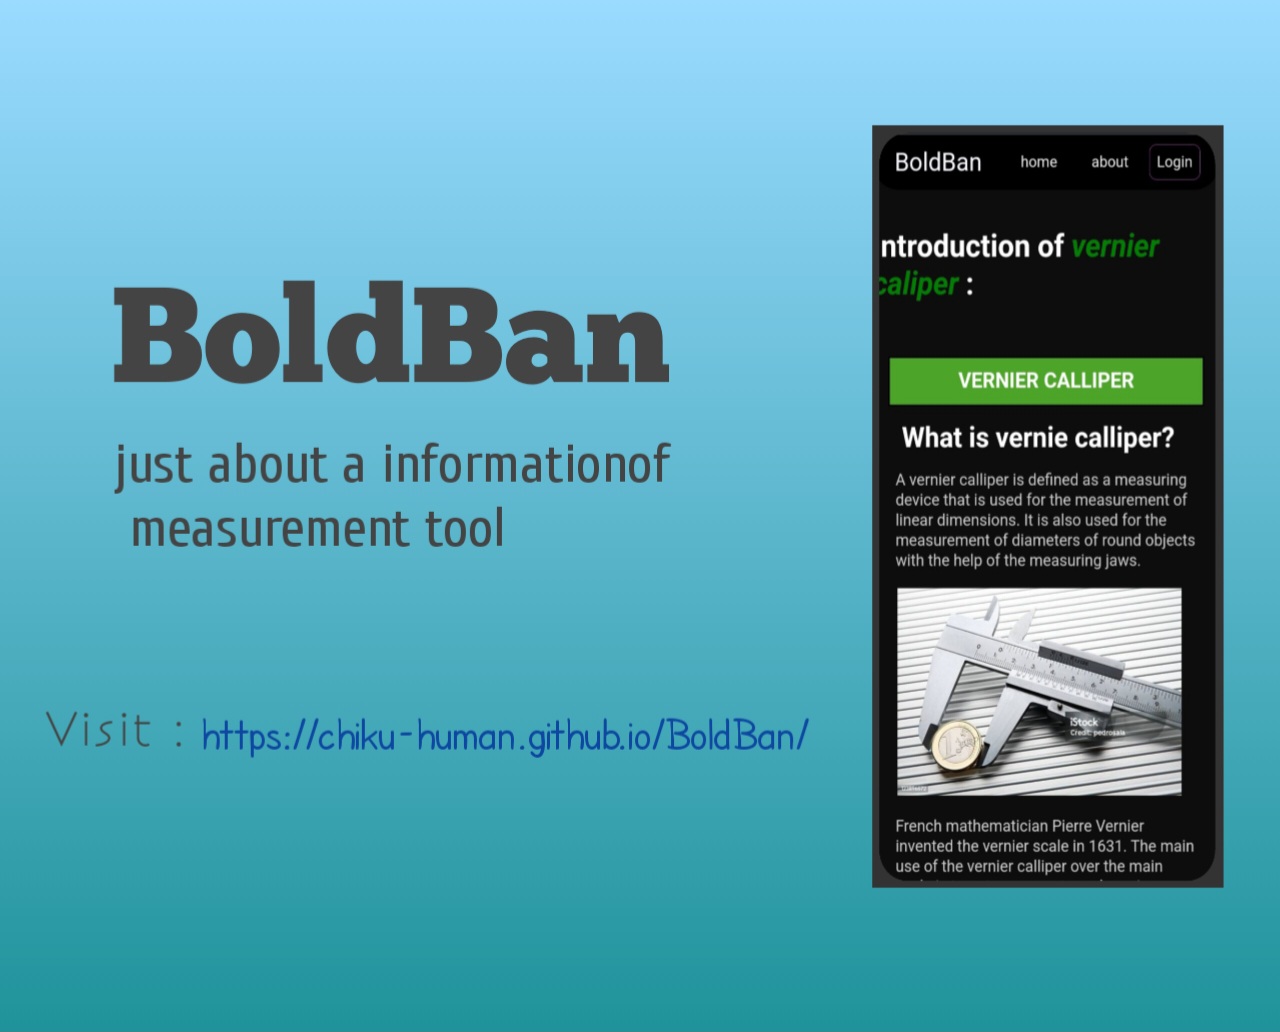 BoldBan
just about a informationof
measurement tool
Visit : https://chiku-human.github.io/BoldBan/
BoldBan home about Login
ntroduction of vernier
caliper :
VERNIER CALLIPER
What is vernie calliper?
A vernier calliper is defined as a measuring
device that is used for the measurement of
linear dimensions. It is also used for the
measurement of diameters of round objects
with the help of the measuring jaws.
iStock
Credit: pedrosala
French mathematician Pierre Vernier
invented the vernier scale in 1631. The main
use of the vernier calliper over the main